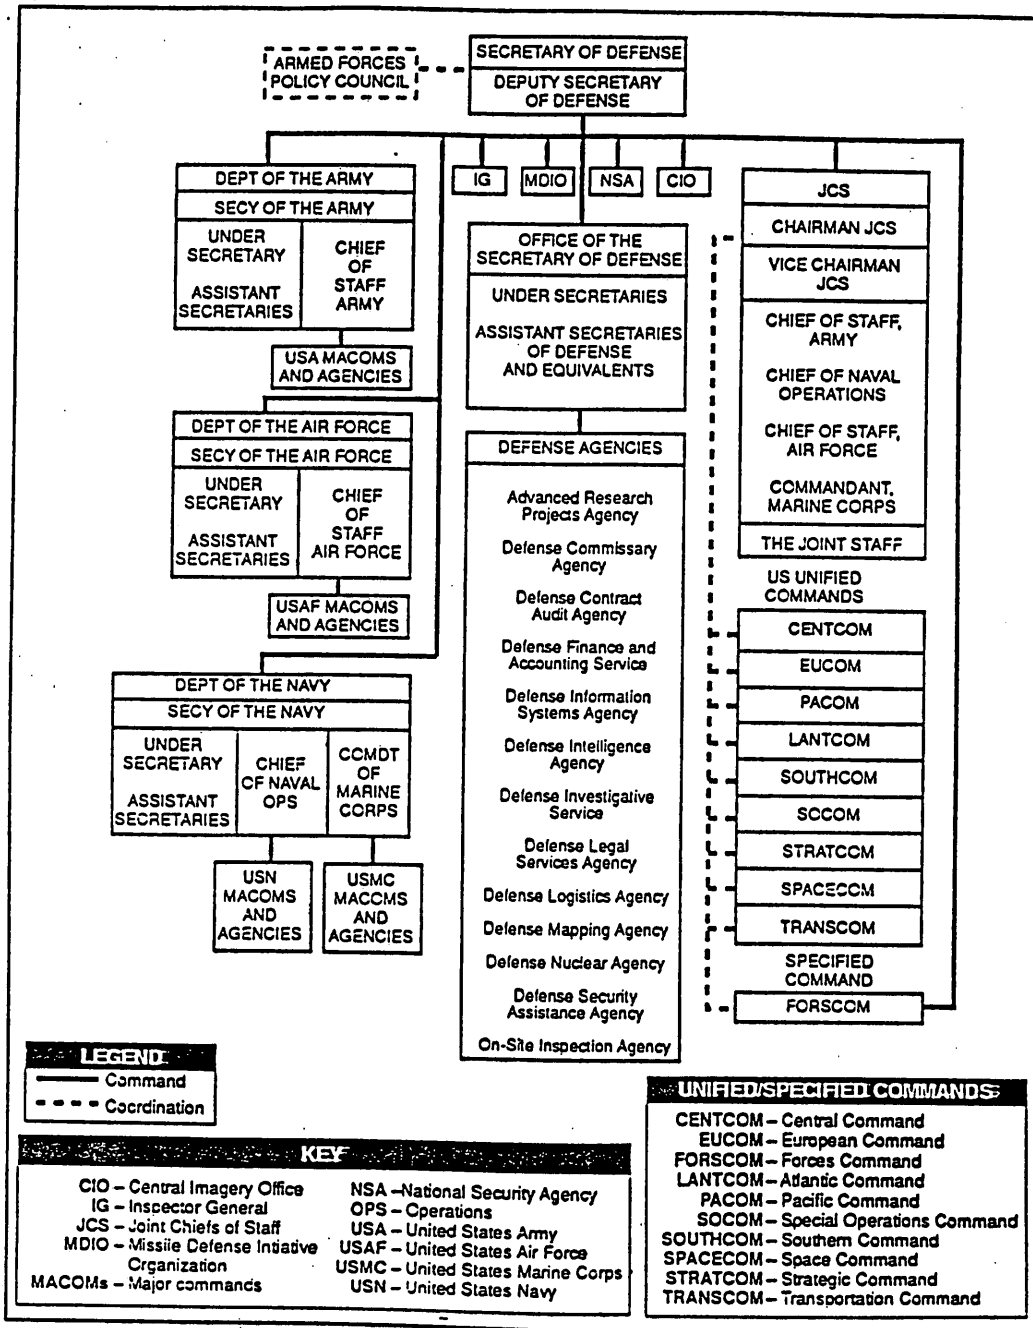 ARMED FORCES
POLICY COUNCIL
SECRETARY OF DEFENSE
DEPUTY SECRETARY
OF DEFENSE
DEPT OF THE ARMY
SECY OF THE ARMY
UNDER
SECRETARY
ASSISTANT
SECRETARIES
CHIEF
OF
STAFF
ARMY
USA MACOMS
AND AGENCIES
DEPT OF THE AIR FORCE
SECY OF THE AIR FORCE
UNDER
SECRETARY
ASSISTANT
SECRETARIES
CHIEF
OF
STAFF
AIR FORCE
USAF MACOMS
AND AGENCIES
DEPT OF THE NAVY
SECY OF THE NAVY
UNDER
SECRETARY
ASSISTANT
SECRETARIES
CHIEF
CF NAVAL
OPS
CCMDT
OF
MARINE
CORPS
USN
MACOMS
AND
AGENCIES
USMC
MACCMS
AND
AGENCIES
IG
MDIO
NSA
CIO
OFFICE OF THE
SECRETARY OF DEFENSE
UNDER SECRETARIES
ASSISTANT SECRETARIES
OF DEFENSE
AND EQUIVALENTS
DEFENSE AGENCIES
Advanced Research
Projects Agency
Defense Commissary
Agency
Defense Contract
Audit Agency
Defense Finance and
Accounting Service
Defense Information
Systems Agency
Defense Intelligence
Agency
Defense Investigative
Service
Defense Legal
Services Agency
Defense Logistics Agency
Defense Mapping Agency
Defense Nuclear Agency
Defense Security
Assistance Agency
On-Site Inspection Agency
JCS
CHAIRMAN JCS
VICE CHAIRMAN
JCS
CHIEF OF STAFF,
ARMY
CHIEF OF NAVAL
OPERATIONS
CHIEF OF STAFF,
AIR FORCE
COMMANDANT,
MARINE CORPS
THE JOINT STAFF
US UNIFIED
COMMANDS
CENTCOM
EUCOM
PACOM
LANTCOM
SOUTHCOM
SCCOM
STRATCCM
SPACECCM
TRANSCOM
SPECIFIED
COMMAND
FORSCOM
LEGEND
Command
Coordination
KEY
CIO – Central Imagery Office
IG – Inspector General
JCS – Joint Chiefs of Staff
MDIO – Missile Defense Intiative
Organization
MACOMs – Major commands
NSA – National Security Agency
OPS – Operations
USA – United States Army
USAF – United States Air Force
USMC – United States Marine Corps
USN – United States Navy
UNIFIED/SPECIFIED COMMANDS
CENTCOM – Central Command
EUCOM – European Command
FORSCOM – Forces Command
LANTCOM – Atlantic Command
PACOM – Pacific Command
SOCOM – Special Operations Command
SOUTHCOM – Southern Command
SPACECOM – Space Command
STRATCOM – Strategic Command
TRANSCOM – Transportation Command